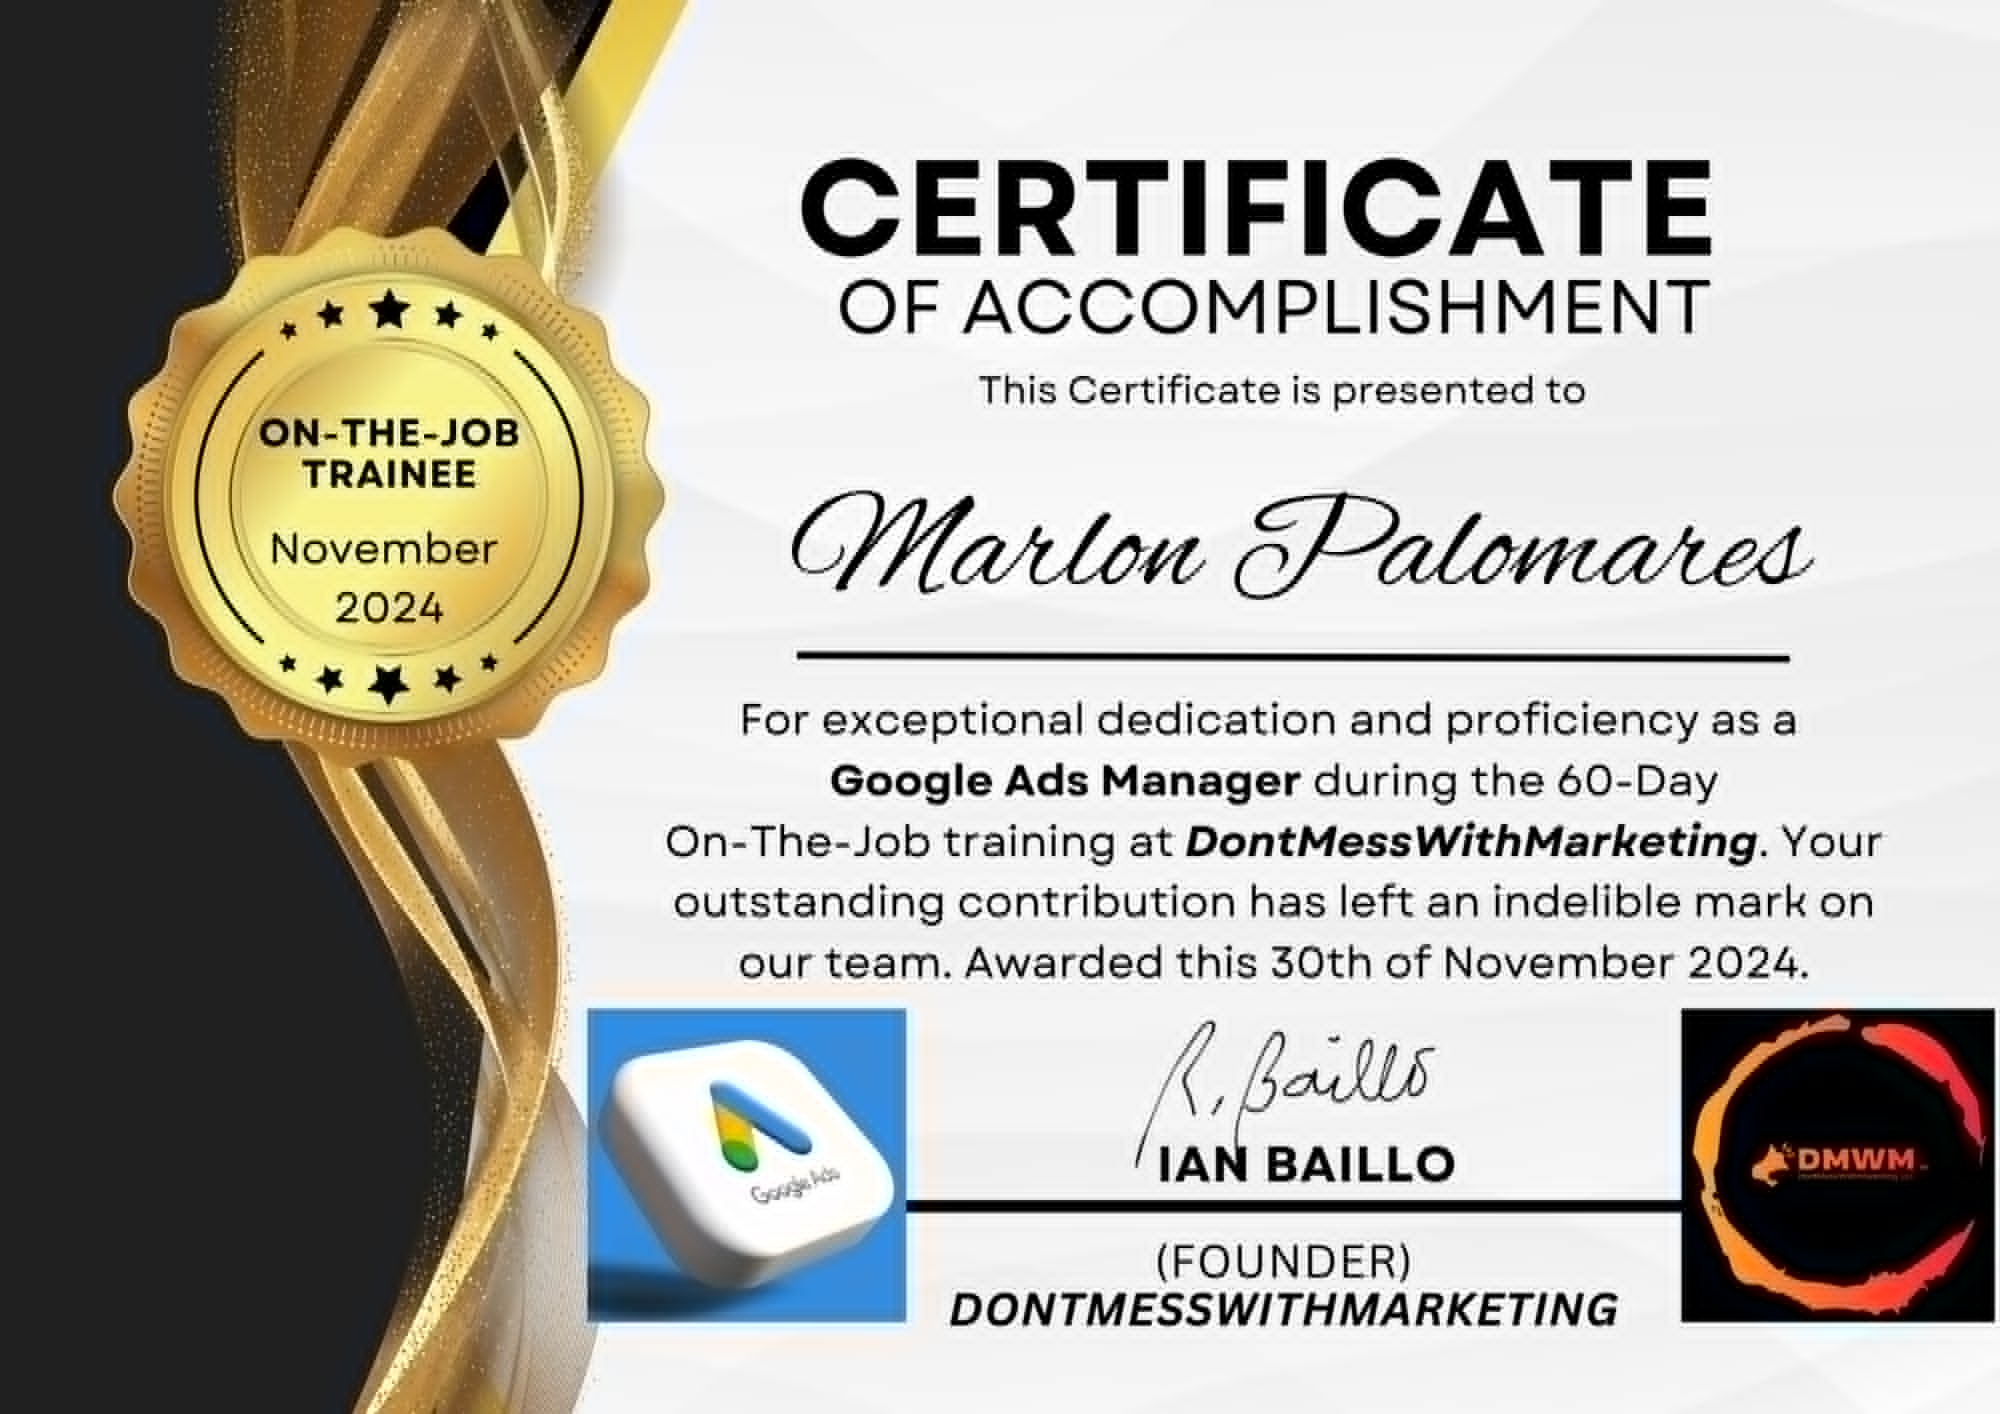 CERTIFICATE
OF ACCOMPLISHMENT
This Certificate is presented to
ON-THE-JOB
TRAINEE
November
2024
Marlon Palomares
For exceptional dedication and proficiency as a
Google Ads Manager during the 60-Day
On-The-Job training at DontMessWithMarketing. Your
outstanding contribution has left an indelible mark on
our team. Awarded this 30th of November 2024.
Google Ads
R. Baillo
IAN BAILLO
DMWM
(FOUNDER)
DONTMESSWITHMARKETING